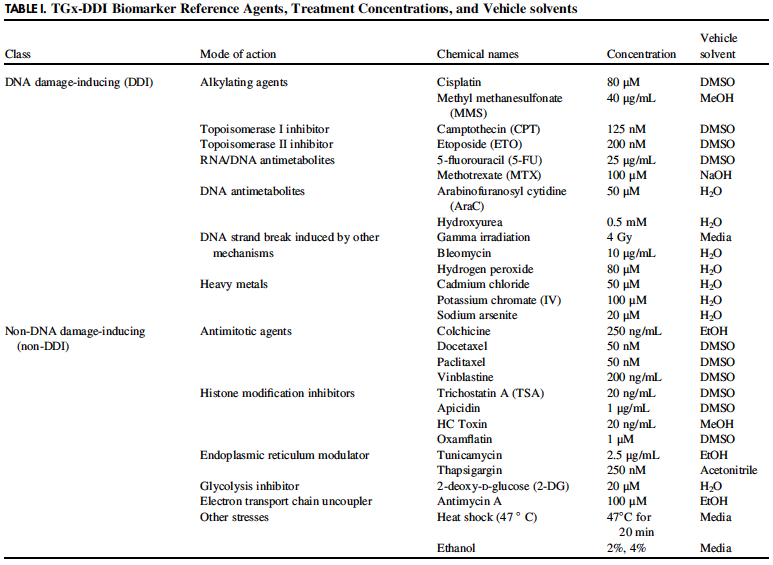 TABLE I. TGx-DDI Biomarker Reference Agents, Treatment Concentrations, and Vehicle solvents
Class Mode of action Chemical names Concentration Vehicle solvent
DNA damage-inducing (DDI) Alkylating agents Cisplatin 80 μM DMSO
Methyl methanesulfonate (MMS) 40 μg/mL MeOH
Topoisomerase I inhibitor Camptothecin (CPT) 125 nM DMSO
Topoisomerase II inhibitor Etoposide (ETO) 200 nM DMSO
RNA/DNA antimetabolites 5-fluorouracil (5-FU) 25 μg/mL DMSO
Methotrexate (MTX) 100 μM NaOH
DNA antimetabolites Arabinofuranosyl cytidine (AraC) 50 μM H₂O
Hydroxyurea 0.5 mM H₂O
DNA strand break induced by other mechanisms Gamma irradiation 4 Gy Media
Bleomycin 10 μg/mL H₂O
Hydrogen peroxide 80 μM H₂O
Heavy metals Cadmium chloride 50 μM H₂O
Potassium chromate (IV) 100 μM H₂O
Sodium arsenite 20 μM H₂O
Non-DNA damage-inducing (non-DDI) Antimitotic agents Colchicine 250 ng/mL EtOH
Docetaxel 50 nM DMSO
Paclitaxel 50 nM DMSO
Vinblastine 200 ng/mL DMSO
Histone modification inhibitors Trichostatin A (TSA) 20 ng/mL DMSO
Apicidin 1 μg/mL DMSO
HC Toxin 20 ng/mL MeOH
Oxamflatin 1 μM DMSO
Endoplasmic reticulum modulator Tunicamycin 2.5 μg/mL EtOH
Thapsigargin 250 nM Acetonitrile
Glycolysis inhibitor 2-deoxy-D-glucose (2-DG) 20 μM H₂O
Electron transport chain uncoupler Antimycin A 100 μM EtOH
Other stresses Heat shock (47 ° C) 47°C for 20 min Media
Ethanol 2%, 4% Media